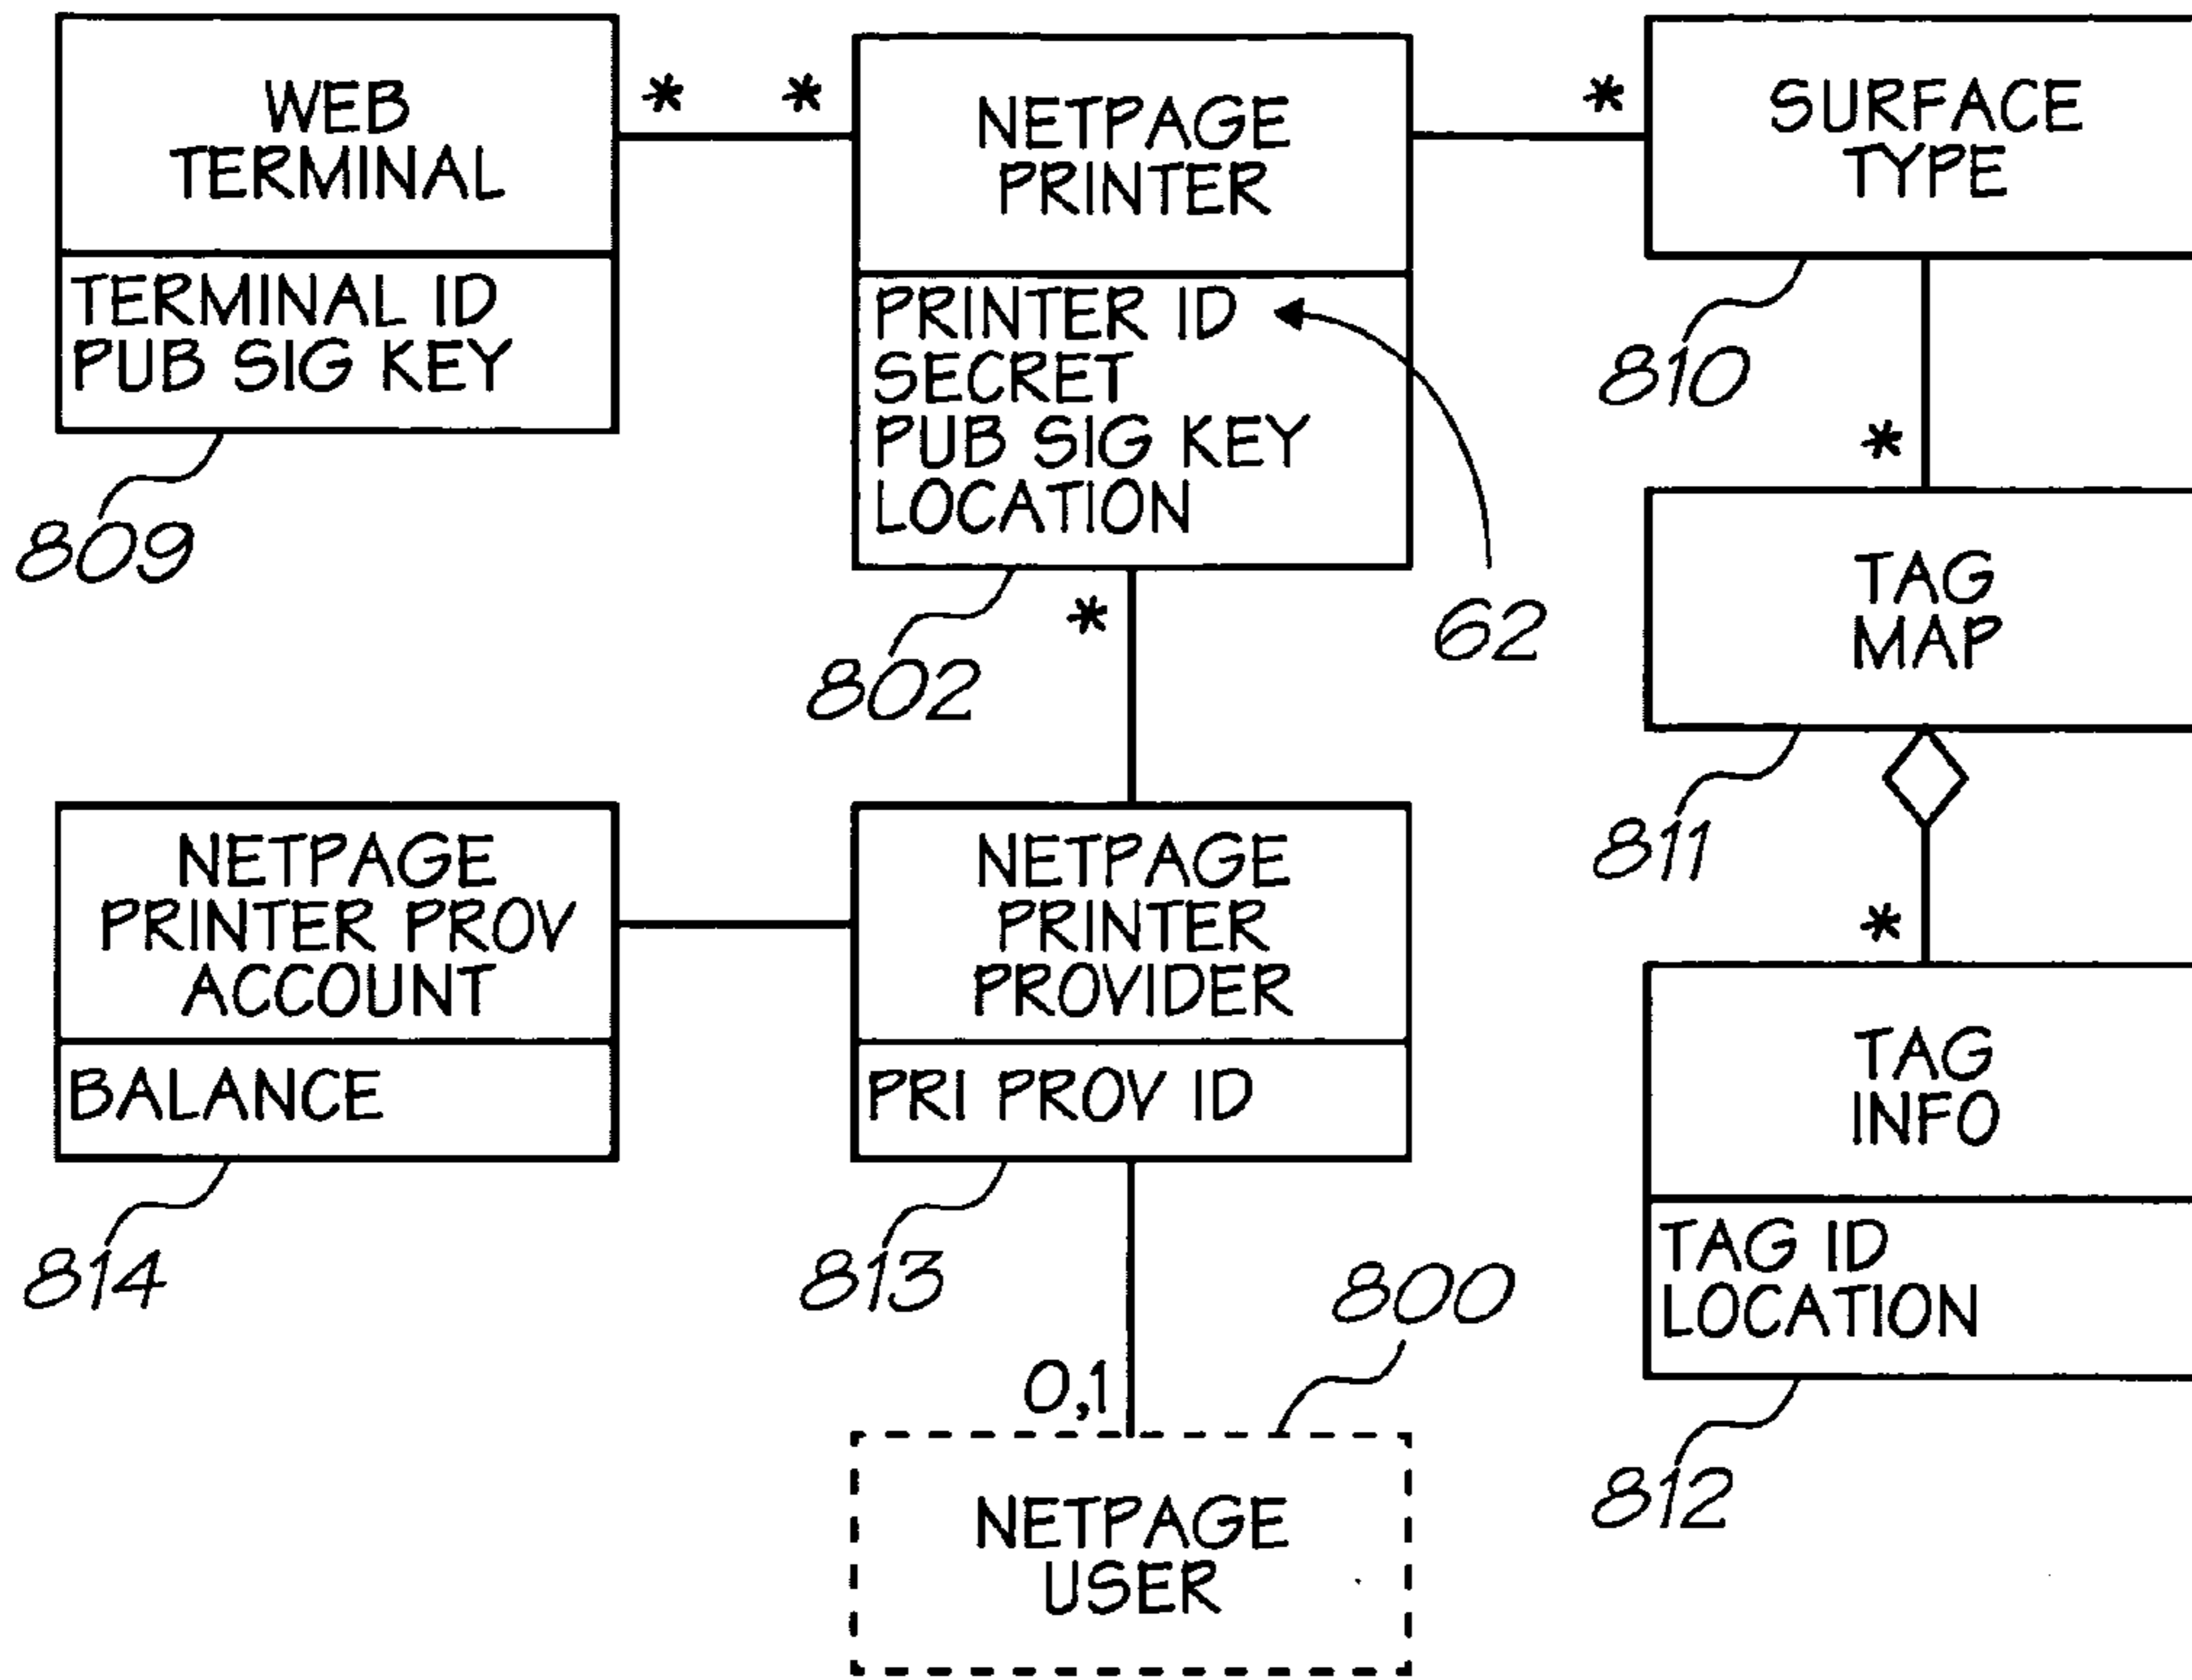 WEB
TERMINAL
TERMINAL ID
PUB SIG KEY
809
*
*
NETPAGE
PRINTER
PRINTER ID
SECRET
PUB SIG KEY
LOCATION
802
62
*
*
SURFACE
TYPE
810
*
TAG
MAP
811
*
TAG
INFO
TAG ID
LOCATION
812
NETPAGE
PRINTER PROV
ACCOUNT
BALANCE
814
NETPAGE
PRINTER
PROVIDER
PRI PROV ID
813
800
0,1
NETPAGE
USER